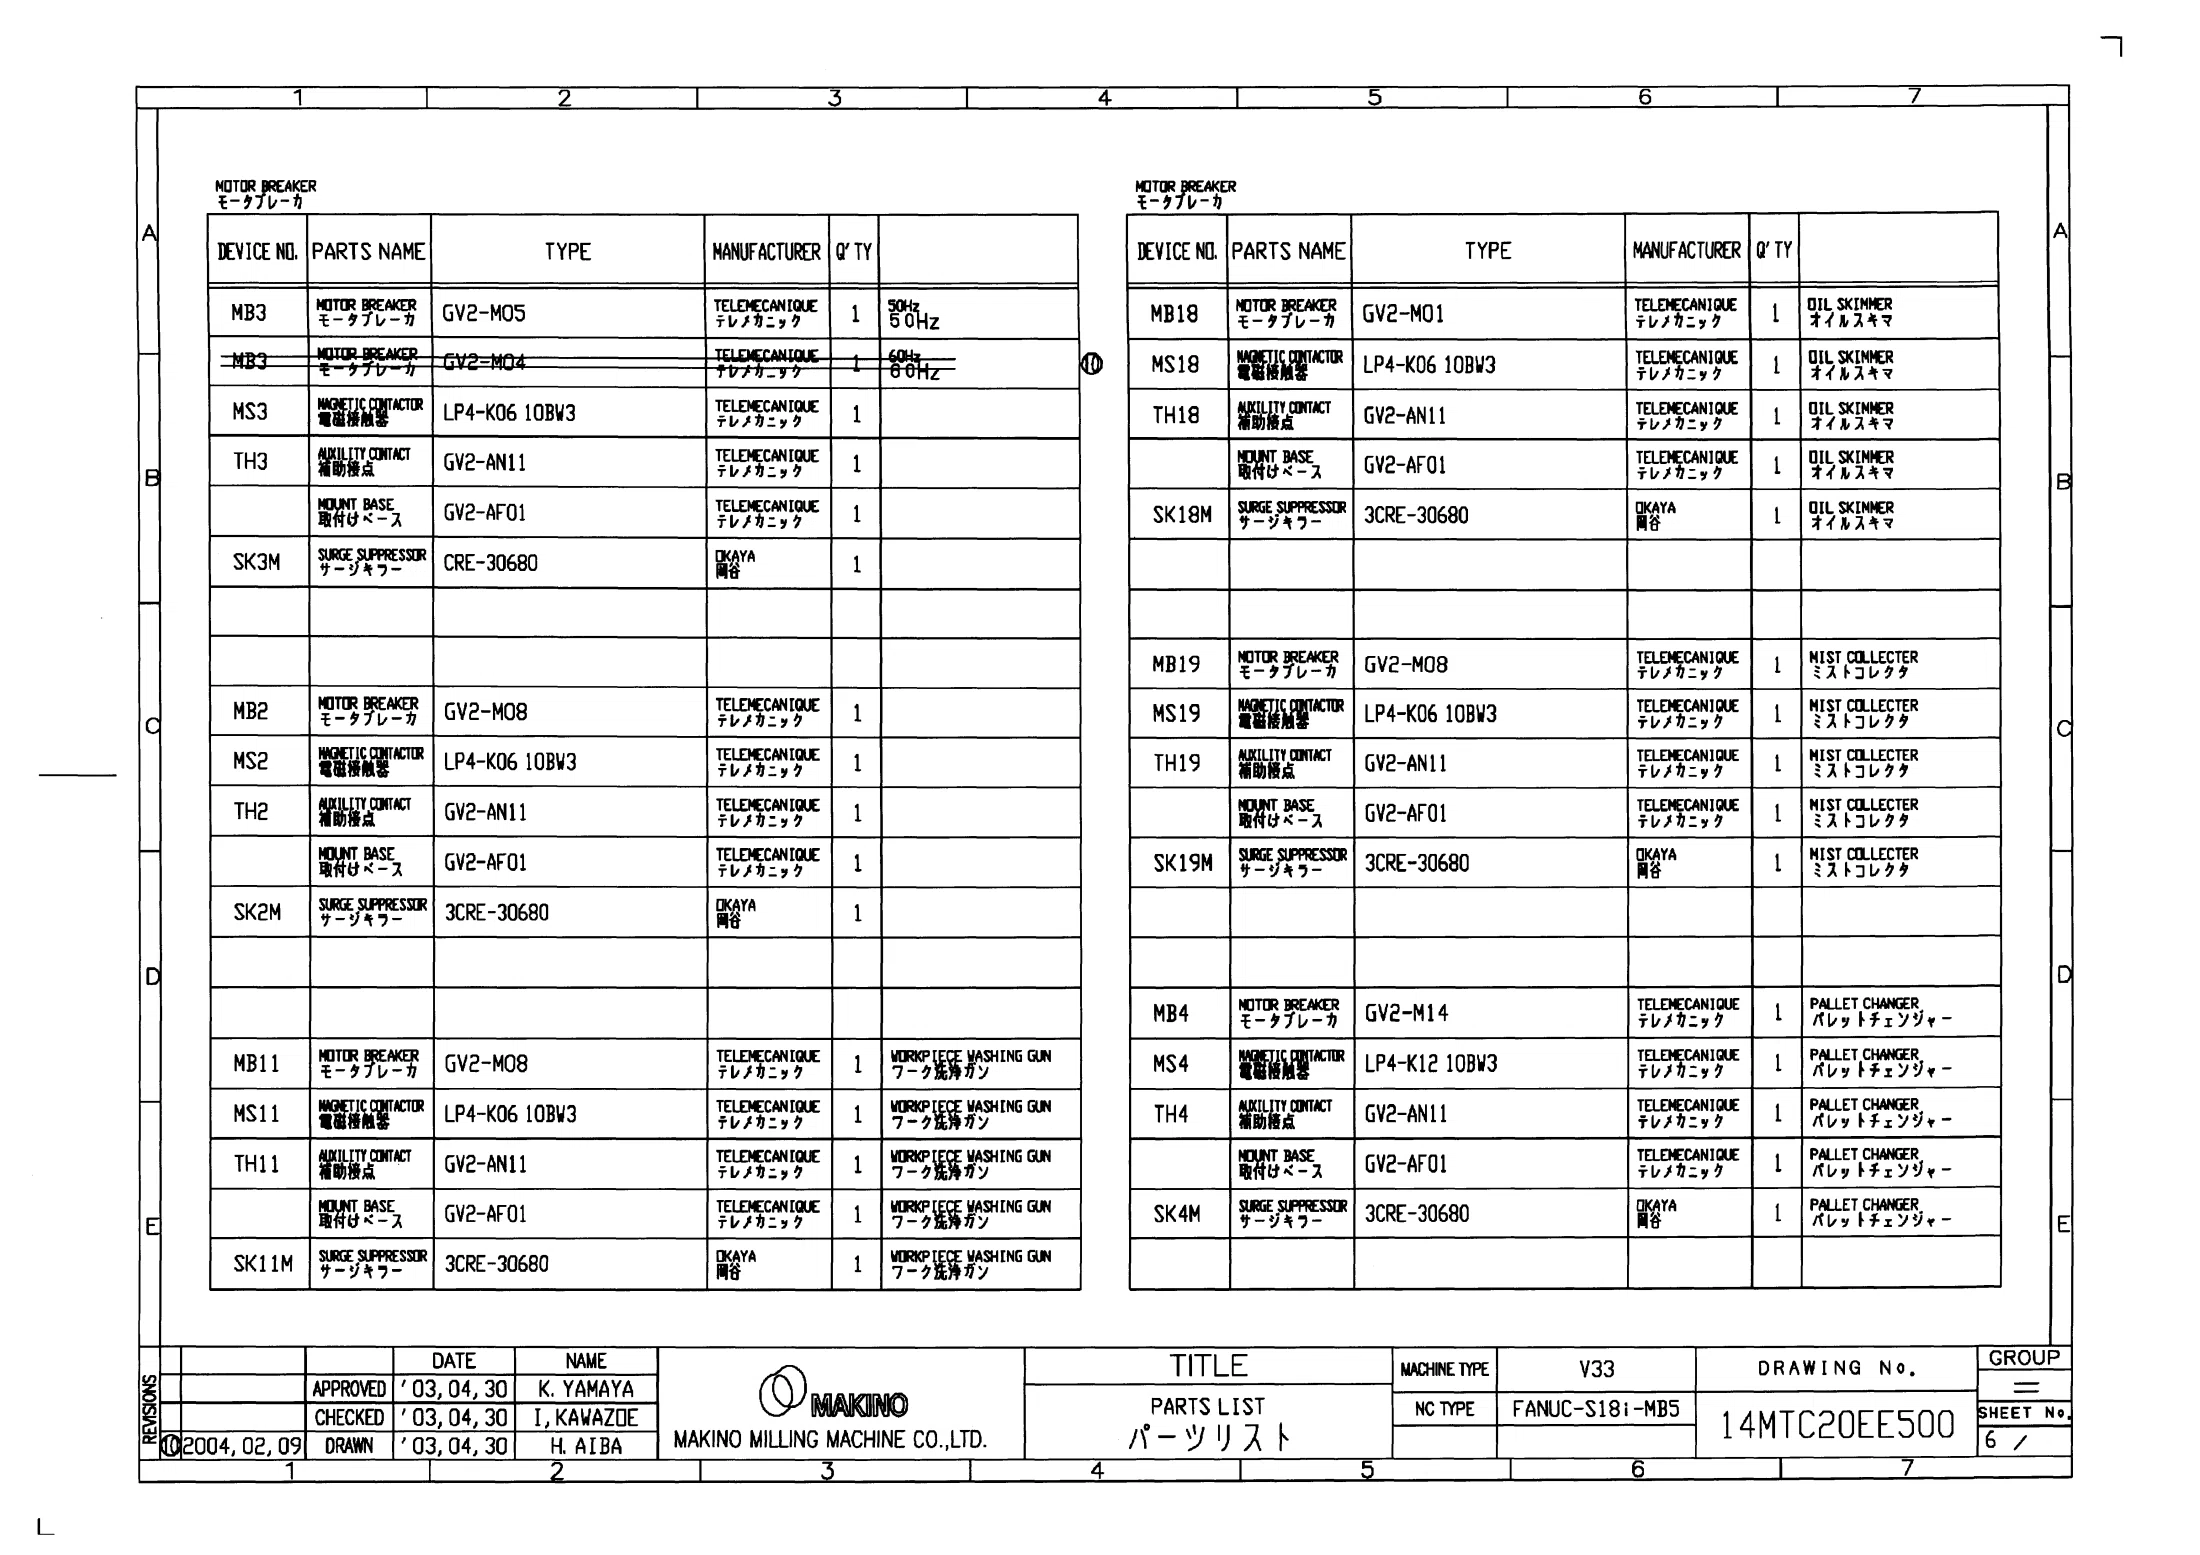 1 2 3 4 5 6 7
MOTOR BREAKER
モータブレーカ
DEVICE NO. PARTS NAME TYPE MANUFACTURER Q'TY
MB3 MOTOR BREAKER モータブレーカ GV2-M05 TELEMECANIQUE テレメカニック 1 50Hz 50Hz
MB3 MOTOR BREAKER モータブレーカ GV2-M04 TELEMECANIQUE テレメカニック 1 60Hz 60Hz ⑩
MS3 MAGNETIC CONTACTOR 電磁接触器 LP4-K06 10BW3 TELEMECANIQUE テレメカニック 1
TH3 AUXILITY CONTACT 補助接点 GV2-AN11 TELEMECANIQUE テレメカニック 1
MOUNT BASE 取付けベース GV2-AF01 TELEMECANIQUE テレメカニック 1
SK3M SURGE SUPPRESSOR サージキラー CRE-30680 OKAYA 岡谷 1
MB2 MOTOR BREAKER モータブレーカ GV2-M08 TELEMECANIQUE テレメカニック 1
MS2 MAGNETIC CONTACTOR 電磁接触器 LP4-K06 10BW3 TELEMECANIQUE テレメカニック 1
TH2 AUXILITY CONTACT 補助接点 GV2-AN11 TELEMECANIQUE テレメカニック 1
MOUNT BASE 取付けベース GV2-AF01 TELEMECANIQUE テレメカニック 1
SK2M SURGE SUPPRESSOR サージキラー 3CRE-30680 OKAYA 岡谷 1
MB11 MOTOR BREAKER モータブレーカ GV2-M08 TELEMECANIQUE テレメカニック 1 WORKPIECE WASHING GUN ワーク洗浄ガン
MS11 MAGNETIC CONTACTOR 電磁接触器 LP4-K06 10BW3 TELEMECANIQUE テレメカニック 1 WORKPIECE WASHING GUN ワーク洗浄ガン
TH11 AUXILITY CONTACT 補助接点 GV2-AN11 TELEMECANIQUE テレメカニック 1 WORKPIECE WASHING GUN ワーク洗浄ガン
MOUNT BASE 取付けベース GV2-AF01 TELEMECANIQUE テレメカニック 1 WORKPIECE WASHING GUN ワーク洗浄ガン
SK11M SURGE SUPPRESSOR サージキラー 3CRE-30680 OKAYA 岡谷 1 WORKPIECE WASHING GUN ワーク洗浄ガン
MOTOR BREAKER
モータブレーカ
DEVICE NO. PARTS NAME TYPE MANUFACTURER Q'TY
MB18 MOTOR BREAKER モータブレーカ GV2-M01 TELEMECANIQUE テレメカニック 1 OIL SKIMMER オイルスキマ
MS18 MAGNETIC CONTACTOR 電磁接触器 LP4-K06 10BW3 TELEMECANIQUE テレメカニック 1 OIL SKIMMER オイルスキマ
TH18 AUXILITY CONTACT 補助接点 GV2-AN11 TELEMECANIQUE テレメカニック 1 OIL SKIMMER オイルスキマ
MOUNT BASE 取付けベース GV2-AF01 TELEMECANIQUE テレメカニック 1 OIL SKIMMER オイルスキマ
SK18M SURGE SUPPRESSOR サージキラー 3CRE-30680 OKAYA 岡谷 1 OIL SKIMMER オイルスキマ
MB19 MOTOR BREAKER モータブレーカ GV2-M08 TELEMECANIQUE テレメカニック 1 MIST COLLECTER ミストコレクタ
MS19 MAGNETIC CONTACTOR 電磁接触器 LP4-K06 10BW3 TELEMECANIQUE テレメカニック 1 MIST COLLECTER ミストコレクタ
TH19 AUXILITY CONTACT 補助接点 GV2-AN11 TELEMECANIQUE テレメカニック 1 MIST COLLECTER ミストコレクタ
MOUNT BASE 取付けベース GV2-AF01 TELEMECANIQUE テレメカニック 1 MIST COLLECTER ミストコレクタ
SK19M SURGE SUPPRESSOR サージキラー 3CRE-30680 OKAYA 岡谷 1 MIST COLLECTER ミストコレクタ
MB4 MOTOR BREAKER モータブレーカ GV2-M14 TELEMECANIQUE テレメカニック 1 PALLET CHANGER パレットチェンジャー
MS4 MAGNETIC CONTACTOR 電磁接触器 LP4-K12 10BW3 TELEMECANIQUE テレメカニック 1 PALLET CHANGER パレットチェンジャー
TH4 AUXILITY CONTACT 補助接点 GV2-AN11 TELEMECANIQUE テレメカニック 1 PALLET CHANGER パレットチェンジャー
MOUNT BASE 取付けベース GV2-AF01 TELEMECANIQUE テレメカニック 1 PALLET CHANGER パレットチェンジャー
SK4M SURGE SUPPRESSOR サージキラー 3CRE-30680 OKAYA 岡谷 1 PALLET CHANGER パレットチェンジャー
A A
B B
C C
D D
E E
REVISIONS
DATE NAME
APPROVED '03,04,30 K. YAMAYA
CHECKED '03,04,30 I,KAWAZOE
⑩ 2004,02,09 DRAWN '03,04,30 H. AIBA
MAKINO
MAKINO MILLING MACHINE CO.,LTD.
TITLE
PARTS LIST
パーツリスト
MACHINE TYPE V33
NC TYPE FANUC-S18i-MB5
DRAWING No.
14MTC20EE500
GROUP
=
SHEET No.
6 /
1 2 3 4 5 6 7